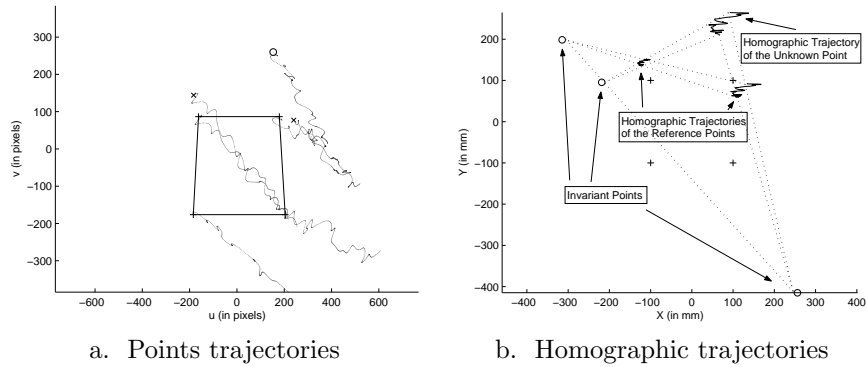 300
200
100
0
−100
−200
−300
v (in pixels)
−600
−400
−200
0
200
400
600
u (in pixels)
a. Points trajectories
200
100
0
−100
−200
−300
−400
Y (in mm)
−400
−300
−200
−100
0
100
200
300
400
X (in mm)
Homographic Trajectory
of the Unknown Point
Homographic Trajectories
of the Reference Points
Invariant Points
b. Homographic trajectories